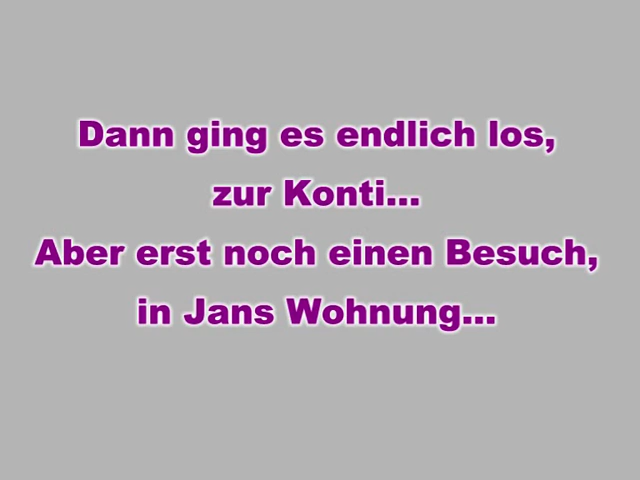 Dann ging es endlich los,
zur Konti...
Aber erst noch einen Besuch,
in Jans Wohnung...